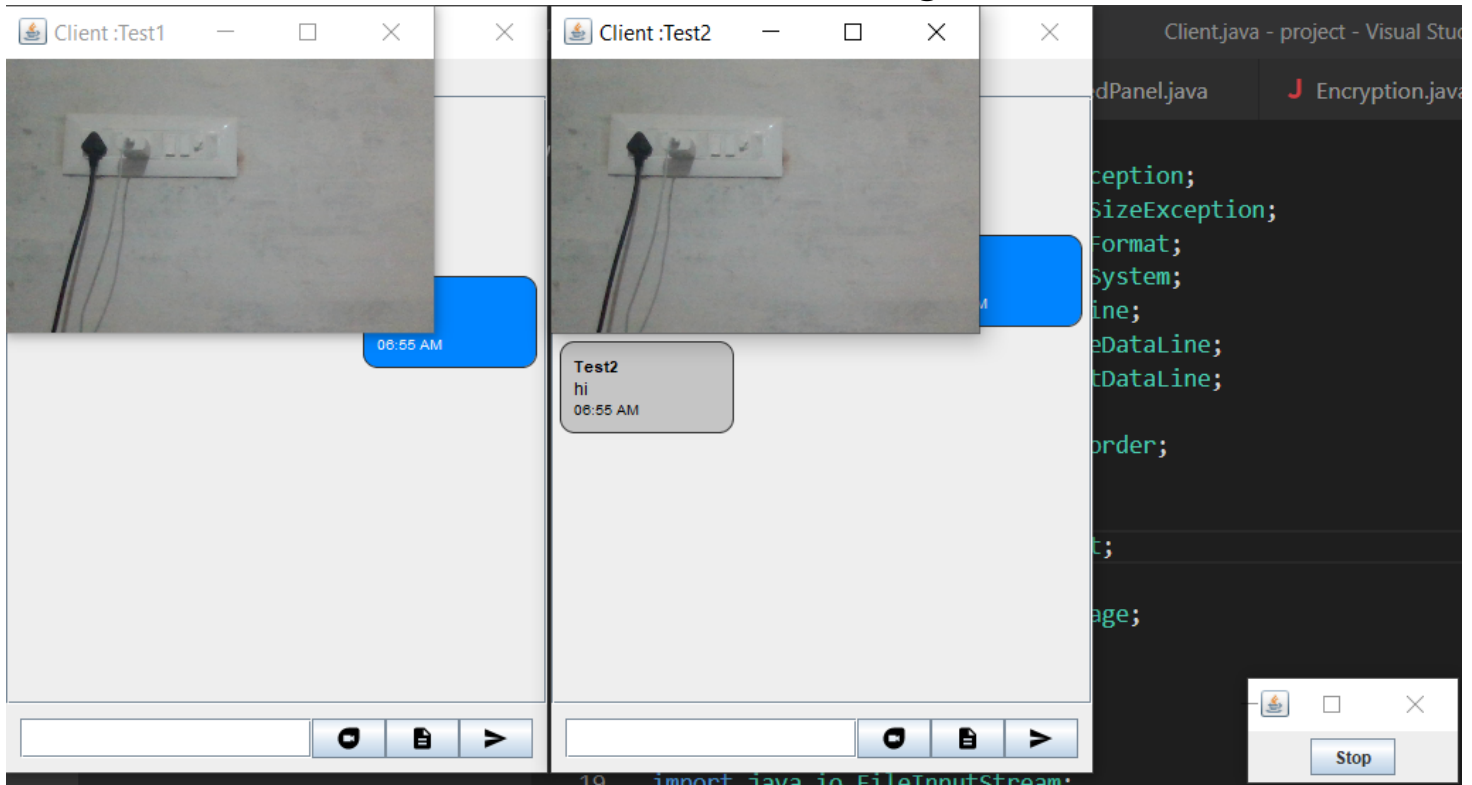 Client :Test1
Client :Test2
Client.java - project - Visual Stu
dPanel.java
J Encryption.java
ception;
SizeException;
Format;
System;
ine;
eDataLine;
tDataLine;
order;
t;
age;
06:55 AM
M
Test2
hi
06:55 AM
Stop
19 import java.io.FileInputStream;